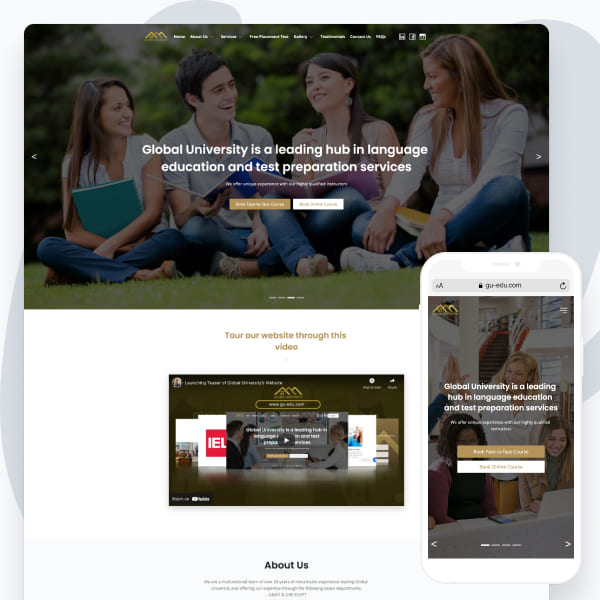 Home About Us Services Free Placement Test Gallery Testimonials Contact Us FAQs
Global University is a leading hub in language
education and test preparation services
We offer unique experience with our highly qualified instructors
Book Face-to-Face Course Book Online Course
< >
Tour our website through this
video
Launching Teaser of Global University's Website
Share
www.gu-edu.com
Global University is a leading hub in
language
IEL
Watch on YouTube
About Us
We are a multinational team of over 20 years of remarkable experience leading Global
University and offering our expertise through the following seven departments:
AA gu-edu.com
Global University is a leading
hub in language education
and test preparation services
We offer unique experience with our highly qualified
instructors
Book Face-to-Face Course
Book Online Course
< >